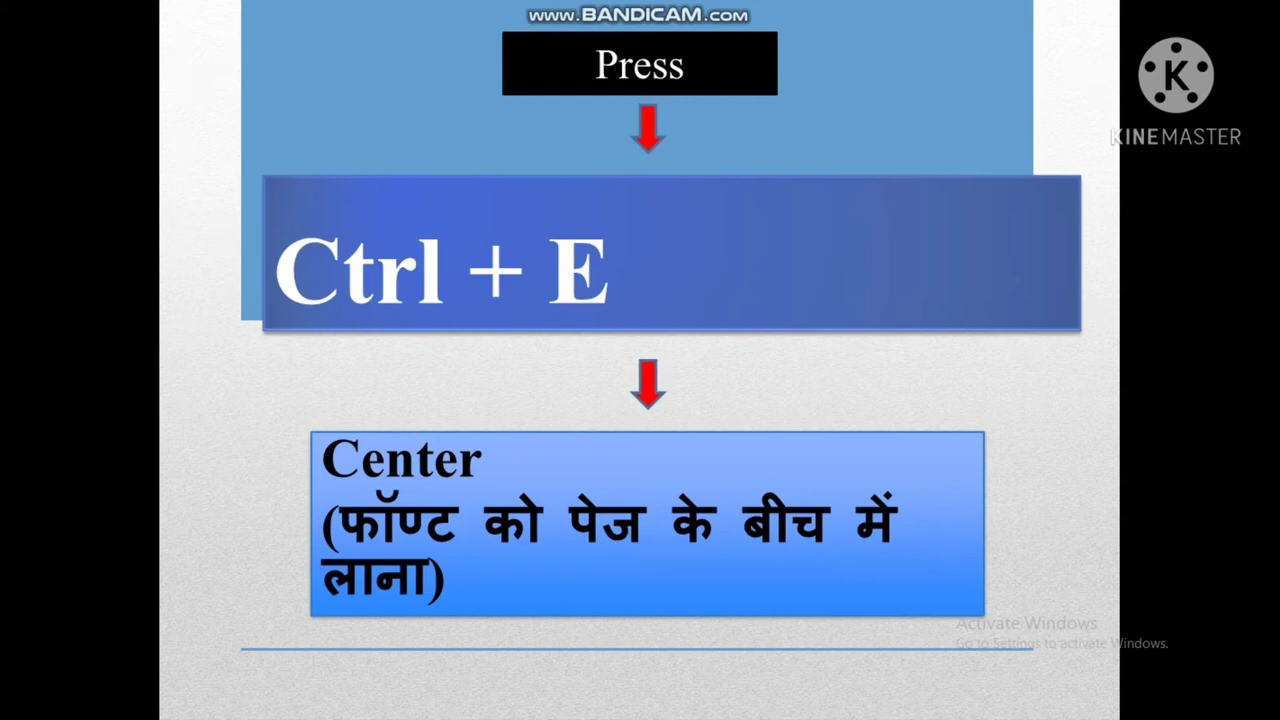 www.BANDICAM.com
Press
K
KINEMASTER
Ctrl + E
Center
(फॉण्ट को पेज के बीच में
लाना)
Activate Windows
Go to Settings to activate Windows.